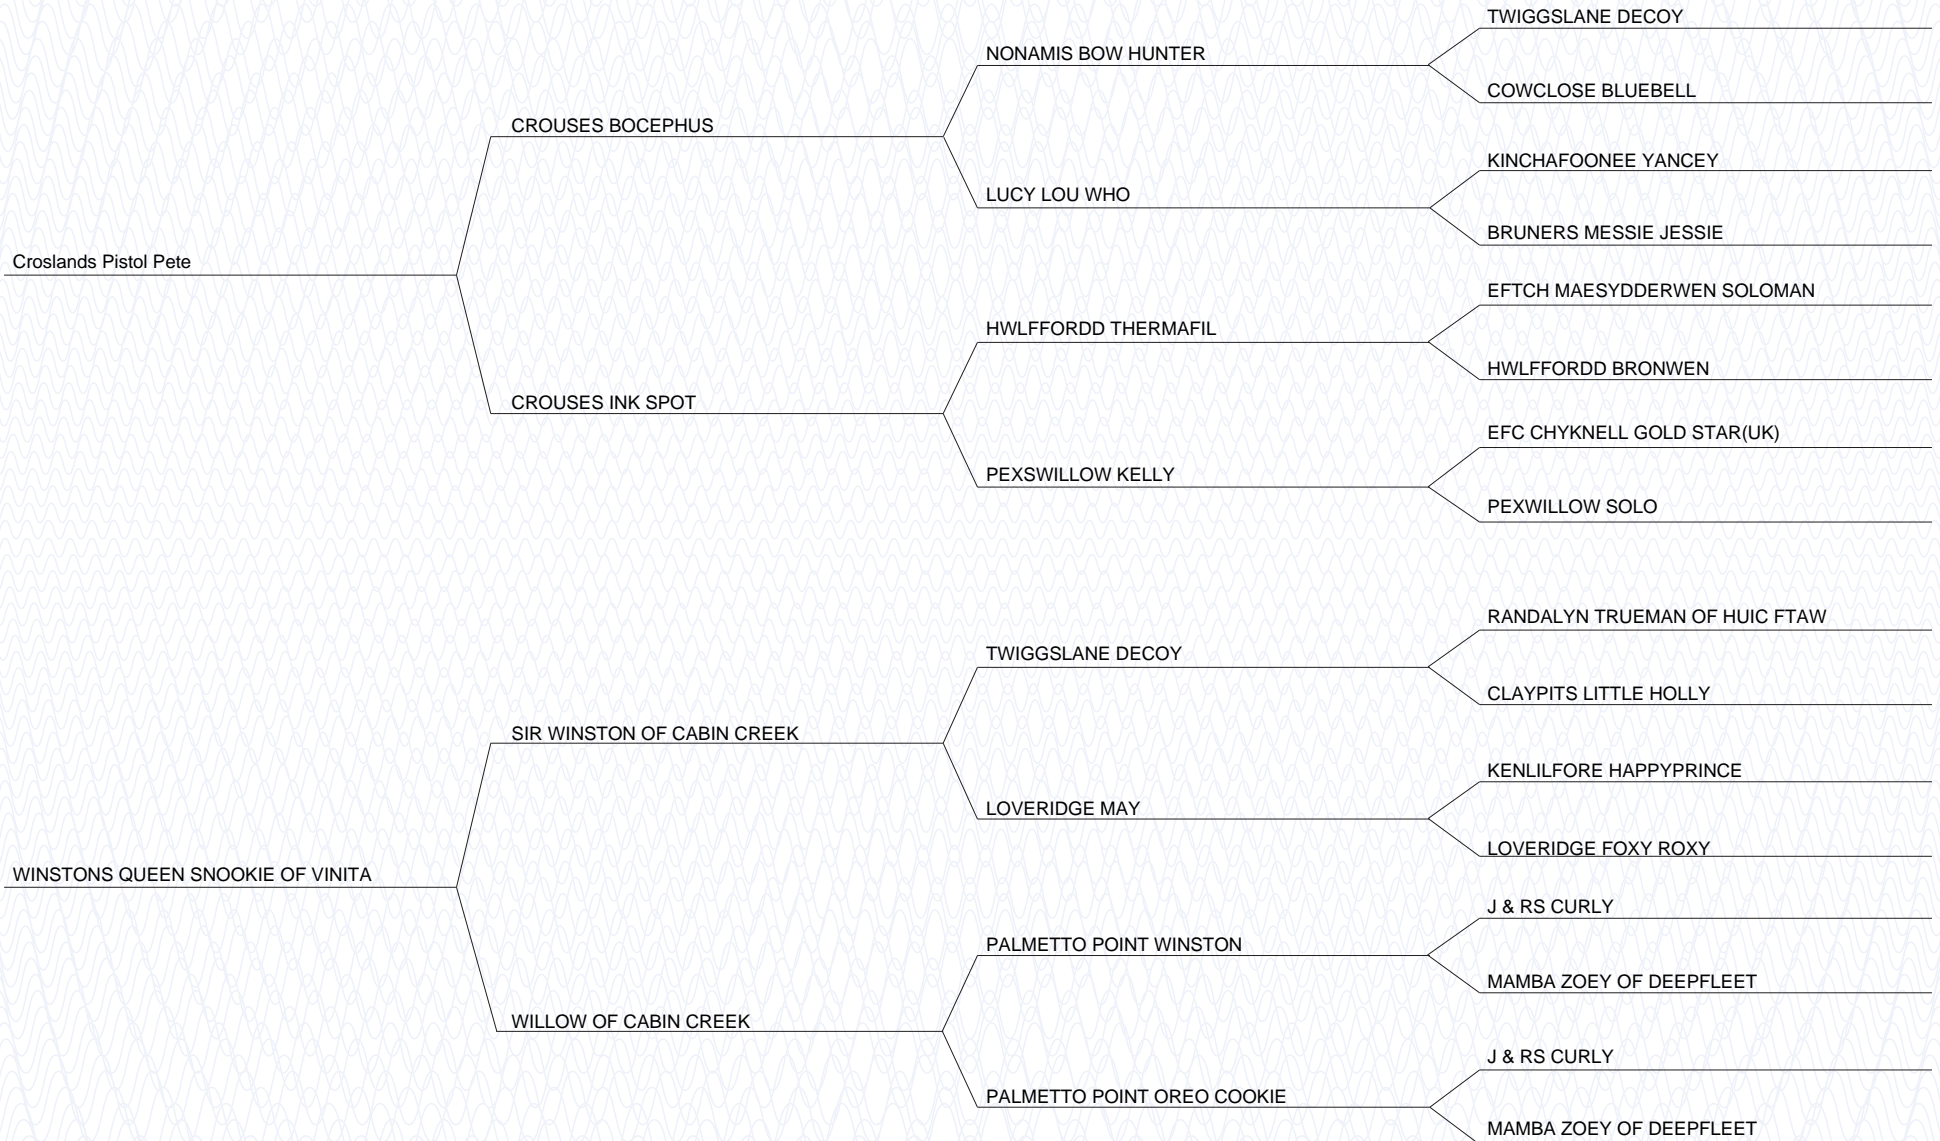 TWIGGSLANE DECOY
NONAMIS BOW HUNTER
COWCLOSE BLUEBELL
CROUSES BOCEPHUS
KINCHAFOONEE YANCEY
LUCY LOU WHO
BRUNERS MESSIE JESSIE
Croslands Pistol Pete
EFTCH MAESYDDERWEN SOLOMAN
HWLFFORDD THERMAFIL
HWLFFORDD BRONWEN
CROUSES INK SPOT
EFC CHYKNELL GOLD STAR(UK)
PEXSWILLOW KELLY
PEXWILLOW SOLO
RANDALYN TRUEMAN OF HUIC FTAW
TWIGGSLANE DECOY
CLAYPITS LITTLE HOLLY
SIR WINSTON OF CABIN CREEK
KENLILFORE HAPPYPRINCE
LOVERIDGE MAY
LOVERIDGE FOXY ROXY
WINSTONS QUEEN SNOOKIE OF VINITA
J & RS CURLY
PALMETTO POINT WINSTON
MAMBA ZOEY OF DEEPFLEET
WILLOW OF CABIN CREEK
J & RS CURLY
PALMETTO POINT OREO COOKIE
MAMBA ZOEY OF DEEPFLEET